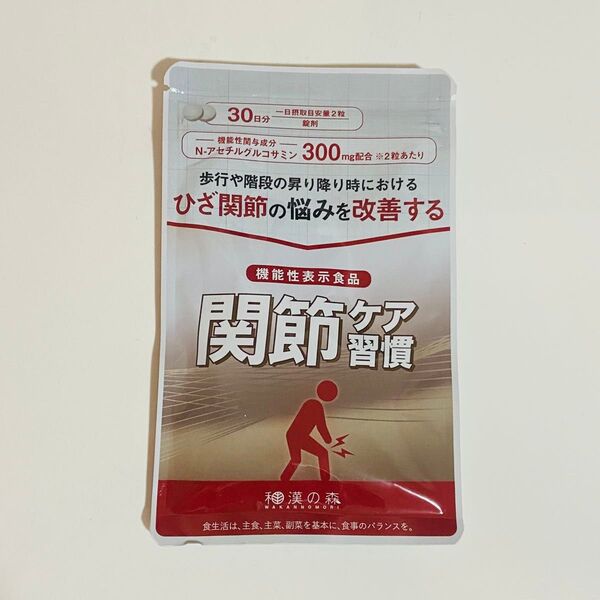 30日分 一日摂取目安量2粒
錠剤
機能性関与成分
N-アセチルグルコサミン 300mg配合 ※2粒あたり
歩行や階段の昇り降り時における
ひざ関節の悩みを改善する
機能性表示食品
関節ケア
習慣
和漢の森
WAKANNOMORI
食生活は、主食、主菜、副菜を基本に、食事のバランスを。